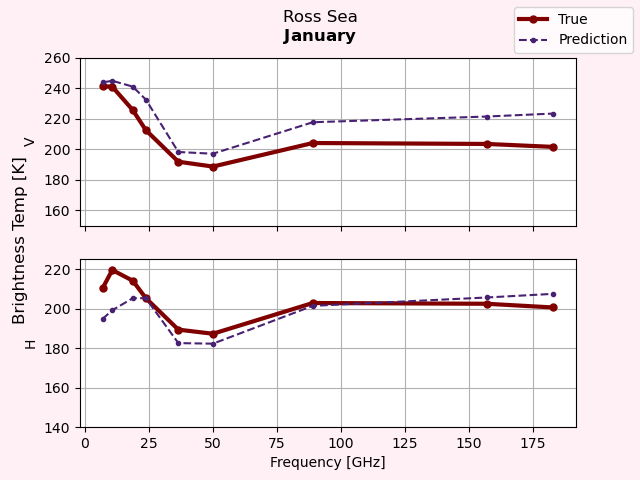 Ross Sea
January
True
Prediction
Brightness Temp [K]
V
260
240
220
200
180
160
H
220
200
180
160
140
0 25 50 75 100 125 150 175
Frequency [GHz]